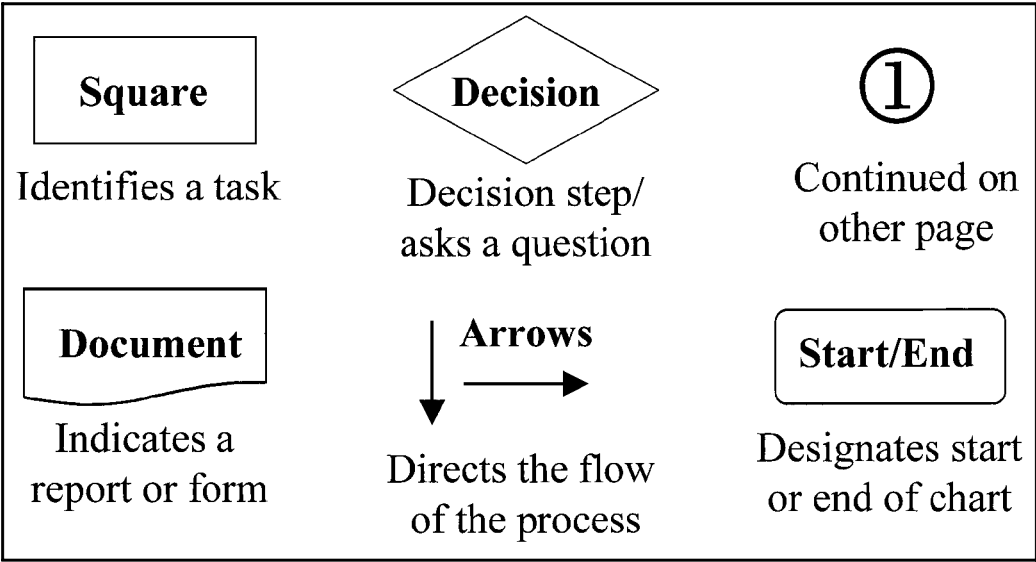 Square
Identifies a task
Decision
Decision step/
asks a question
①
Continued on
other page
Document
Indicates a
report or form
Arrows
Directs the flow
of the process
Start/End
Designates start
or end of chart